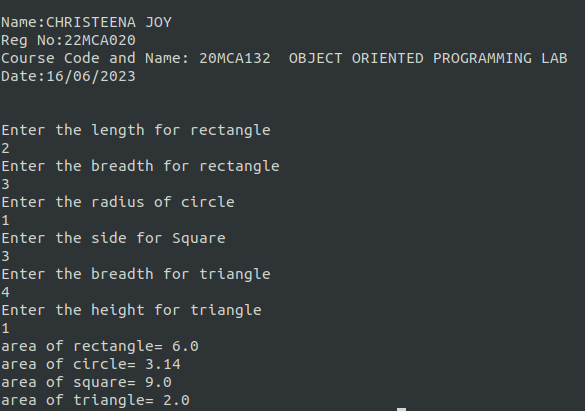 Name:CHRISTEENA JOY
Reg No:22MCA020
Course Code and Name: 20MCA132  OBJECT ORIENTED PROGRAMMING LAB
Date:16/06/2023
Enter the length for rectangle
2
Enter the breadth for rectangle
3
Enter the radius of circle
1
Enter the side for Square
3
Enter the breadth for triangle
4
Enter the height for triangle
1
area of rectangle= 6.0
area of circle= 3.14
area of square= 9.0
area of triangle= 2.0